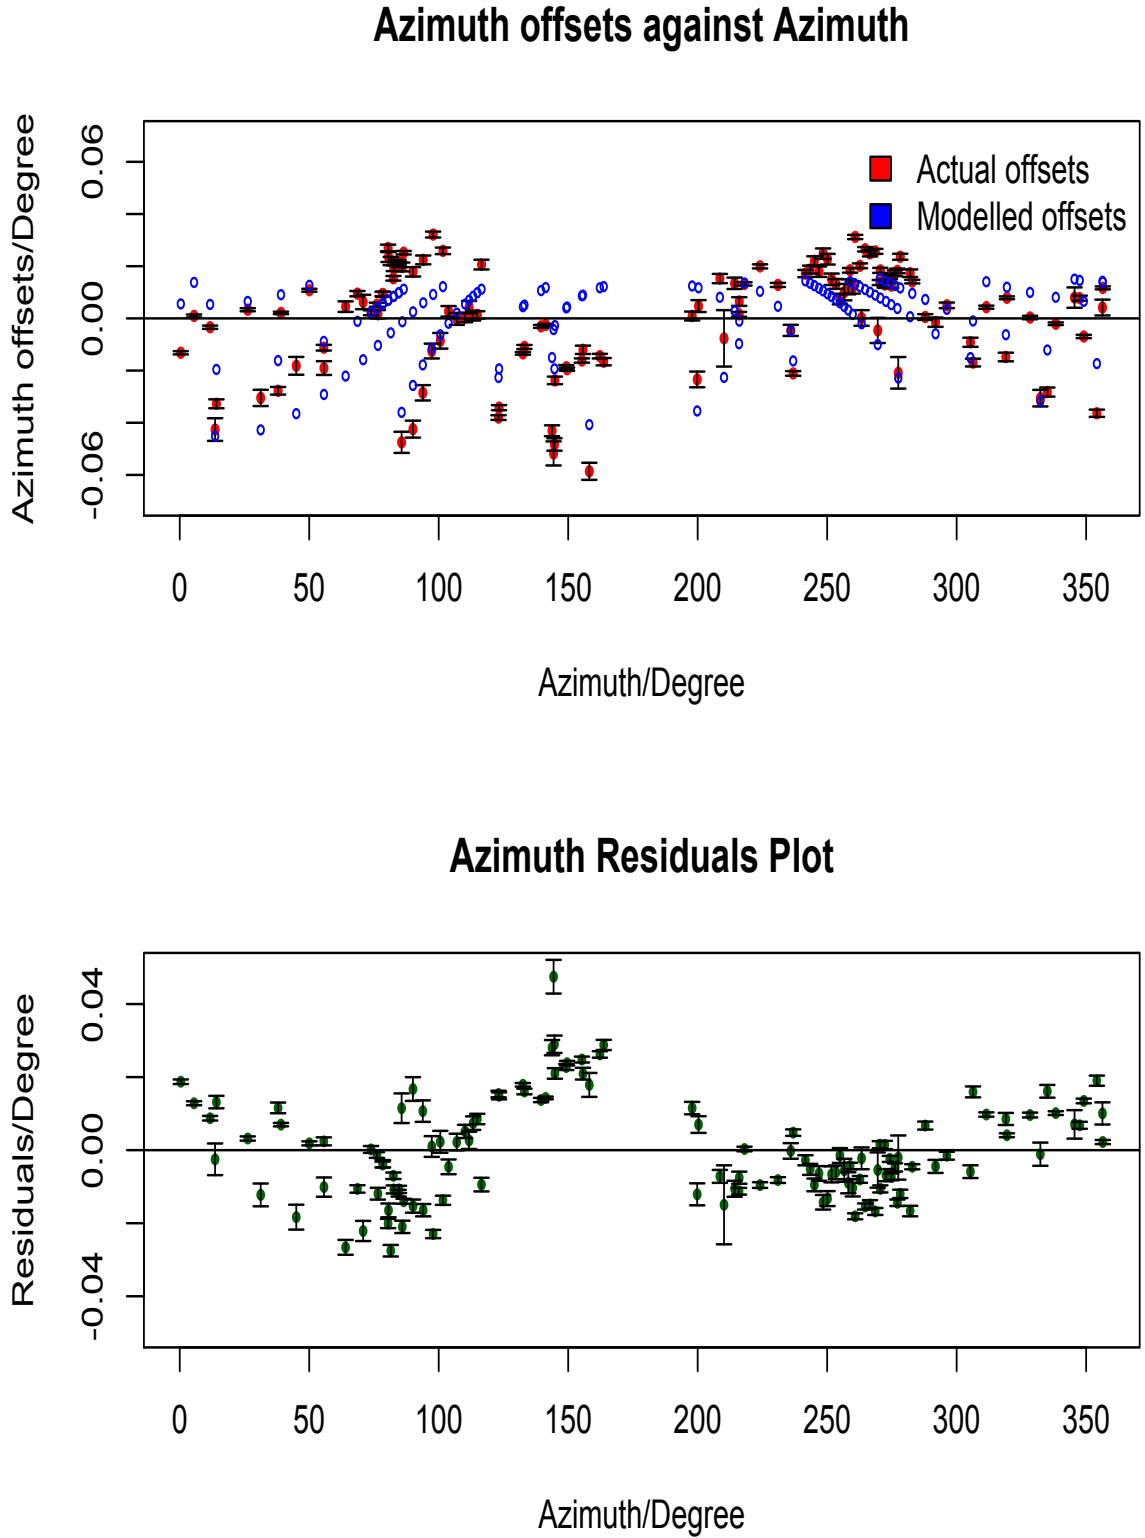 Azimuth offsets against Azimuth
Azimuth offsets/Degree
0.06
0.00
-0.06
Actual offsets
Modelled offsets
0 50 100 150 200 250 300 350
Azimuth/Degree
Azimuth Residuals Plot
Residuals/Degree
0.04
0.00
-0.04
0 50 100 150 200 250 300 350
Azimuth/Degree